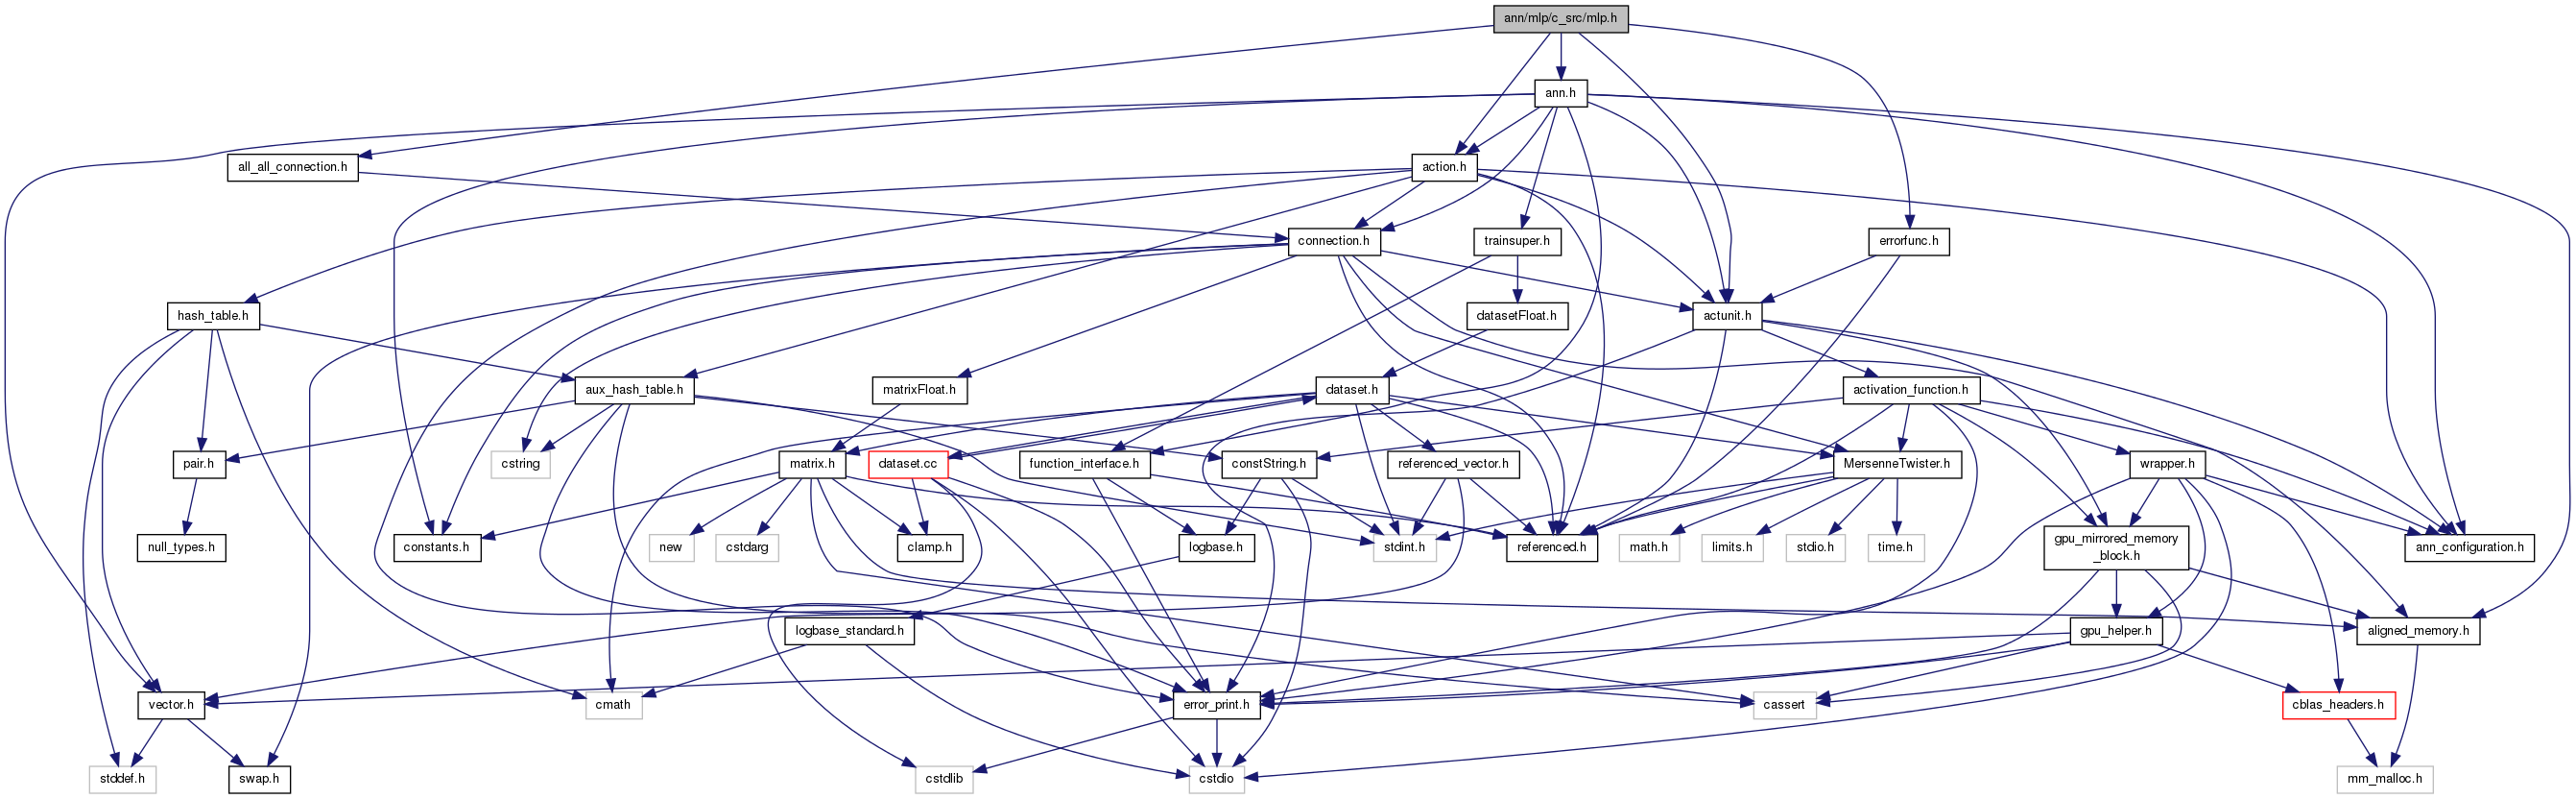 ann/mlp/c_src/mlp.h
ann.h
all_all_connection.h
action.h
connection.h
trainsuper.h
errorfunc.h
hash_table.h
datasetFloat.h
actunit.h
aux_hash_table.h
matrixFloat.h
dataset.h
activation_function.h
pair.h
cstring
matrix.h
dataset.cc
function_interface.h
constString.h
referenced_vector.h
MersenneTwister.h
wrapper.h
null_types.h
constants.h
new
cstdarg
clamp.h
logbase.h
stdint.h
referenced.h
math.h
limits.h
stdio.h
time.h
gpu_mirrored_memory
_block.h
ann_configuration.h
logbase_standard.h
gpu_helper.h
aligned_memory.h
vector.h
cmath
error_print.h
cassert
cblas_headers.h
stddef.h
swap.h
cstdlib
cstdio
mm_malloc.h